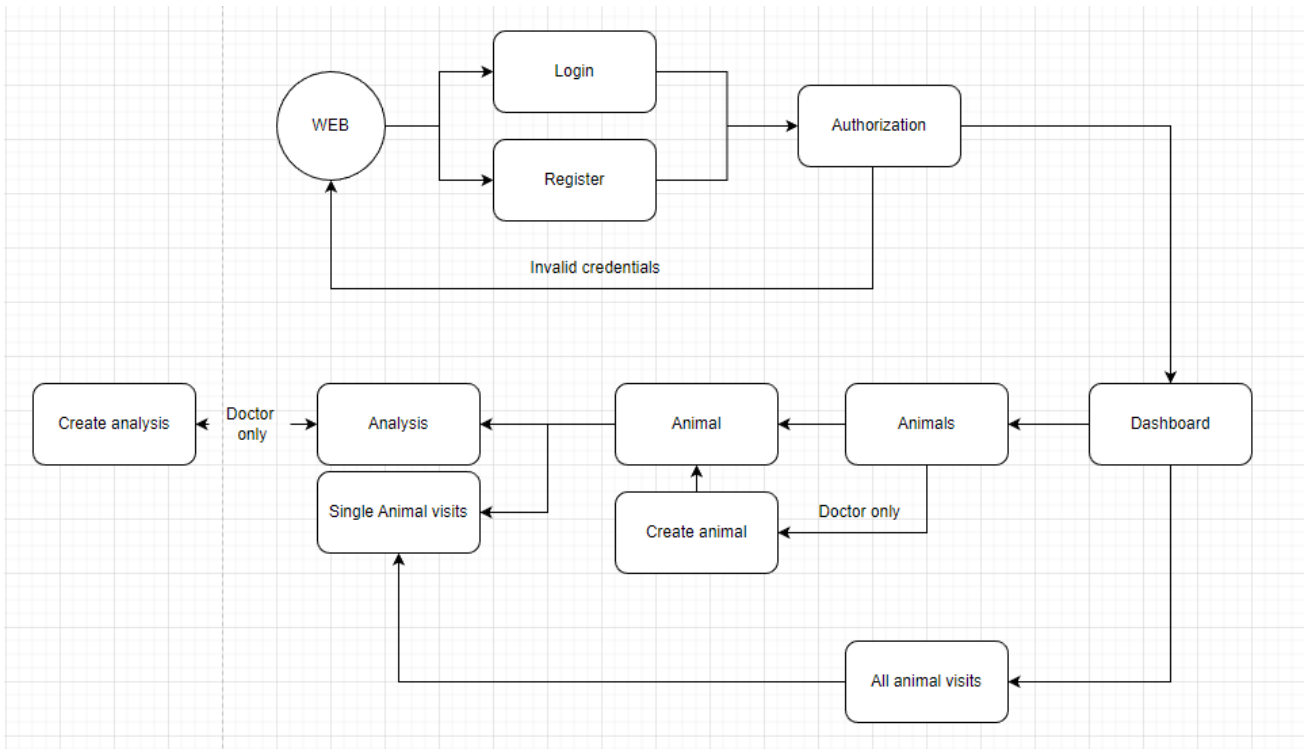 Login
WEB
Authorization
Register
Invalid credentials
Create analysis
Doctor
only
Analysis
Animal
Animals
Dashboard
Single Animal visits
Create animal
Doctor only
All animal visits